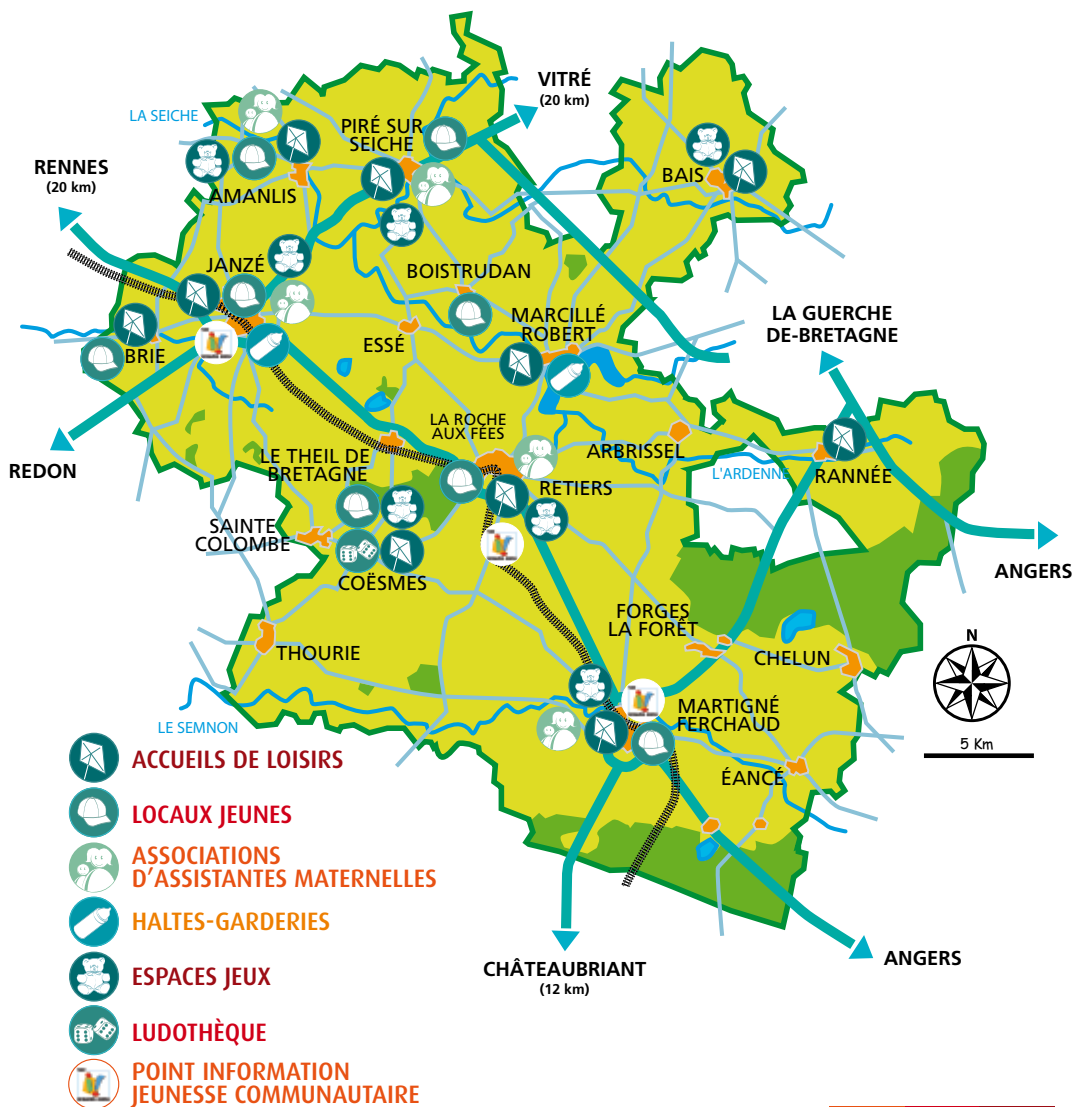 VITRÉ
(20 km)
LA SEICHE
PIRÉ SUR
SEICHE
RENNES
(20 km)
BAIS
AMANLIS
JANZÉ
BOISTRUDAN
MARCILLÉ
ROBERT
LA GUERCHE
DE-BRETAGNE
ESSÉ
BRIE
LA ROCHE
AUX FÉES
ARBRISSEL
LE THEIL DE
BRETAGNE
REDON
L'ARDENNE
RANNÉE
RETIERS
SAINTE
COLOMBE
COËSMES
ANGERS
FORGES
LA FORÊT
THOURIE
CHELUN
N
MARTIGNÉ
FERCHAUD
LE SEMNON
5 Km
ÉANCÉ
ACCUEILS DE LOISIRS
LOCAUX JEUNES
ASSOCIATIONS
D'ASSISTANTES MATERNELLES
HALTES-GARDERIES
ANGERS
CHÂTEAUBRIANT
(12 km)
ESPACES JEUX
LUDOTHÈQUE
POINT INFORMATION
JEUNESSE COMMUNAUTAIRE